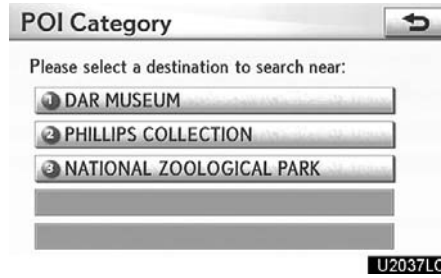 POI Category
Please select a destination to search near:
1 DAR MUSEUM
2 PHILLIPS COLLECTION
3 NATIONAL ZOOLOGICAL PARK
U2037LC